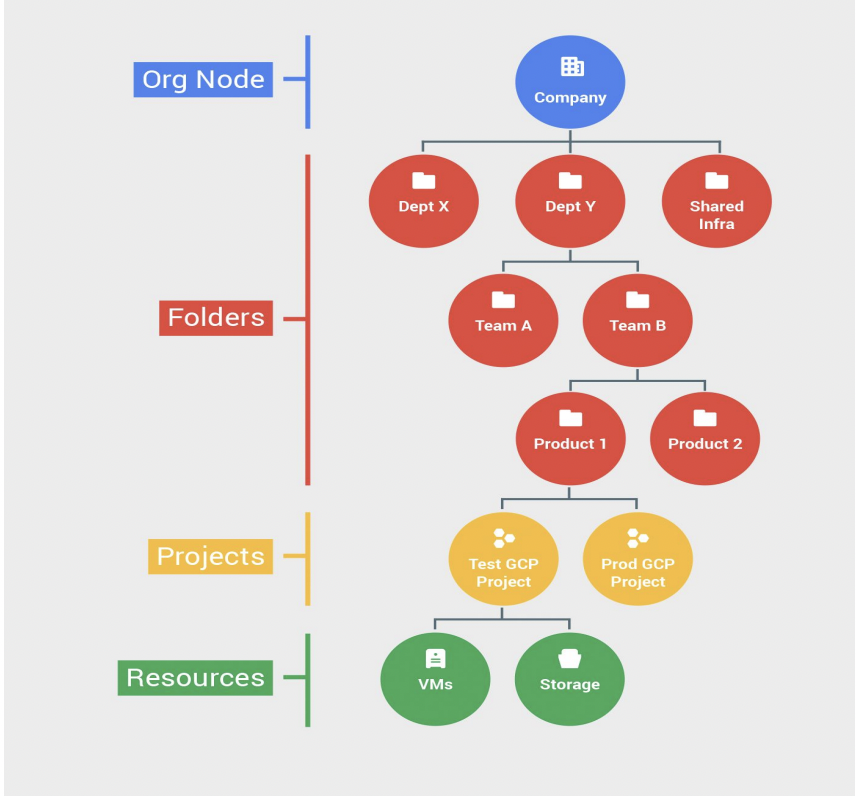 Org Node
Company
Dept X
Dept Y
Shared
Infra
Folders
Team A
Team B
Product 1
Product 2
Projects
Test GCP
Project
Prod GCP
Project
Resources
VMs
Storage